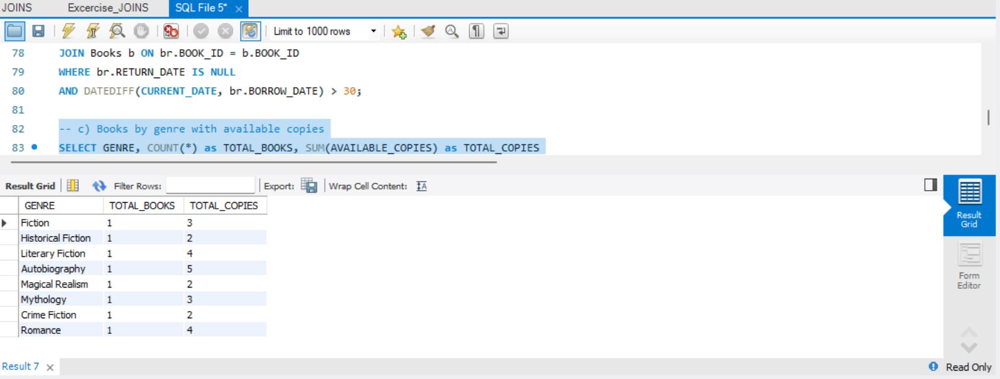 JOINS Excercise_JOINS SQL File 5*
Limit to 1000 rows
78 JOIN Books b ON br.BOOK_ID = b.BOOK_ID
79 WHERE br.RETURN_DATE IS NULL
80 AND DATEDIFF(CURRENT_DATE, br.BORROW_DATE) > 30;
81
82 -- c) Books by genre with available copies
83 SELECT GENRE, COUNT(*) as TOTAL_BOOKS, SUM(AVAILABLE_COPIES) as TOTAL_COPIES
Result Grid Filter Rows: Export: Wrap Cell Content:
GENRE TOTAL_BOOKS TOTAL_COPIES
Fiction 1 3
Historical Fiction 1 2
Literary Fiction 1 4
Autobiography 1 5
Magical Realism 1 2
Mythology 1 3
Crime Fiction 1 2
Romance 1 4
Result
Grid
Form
Editor
Result 7 Read Only